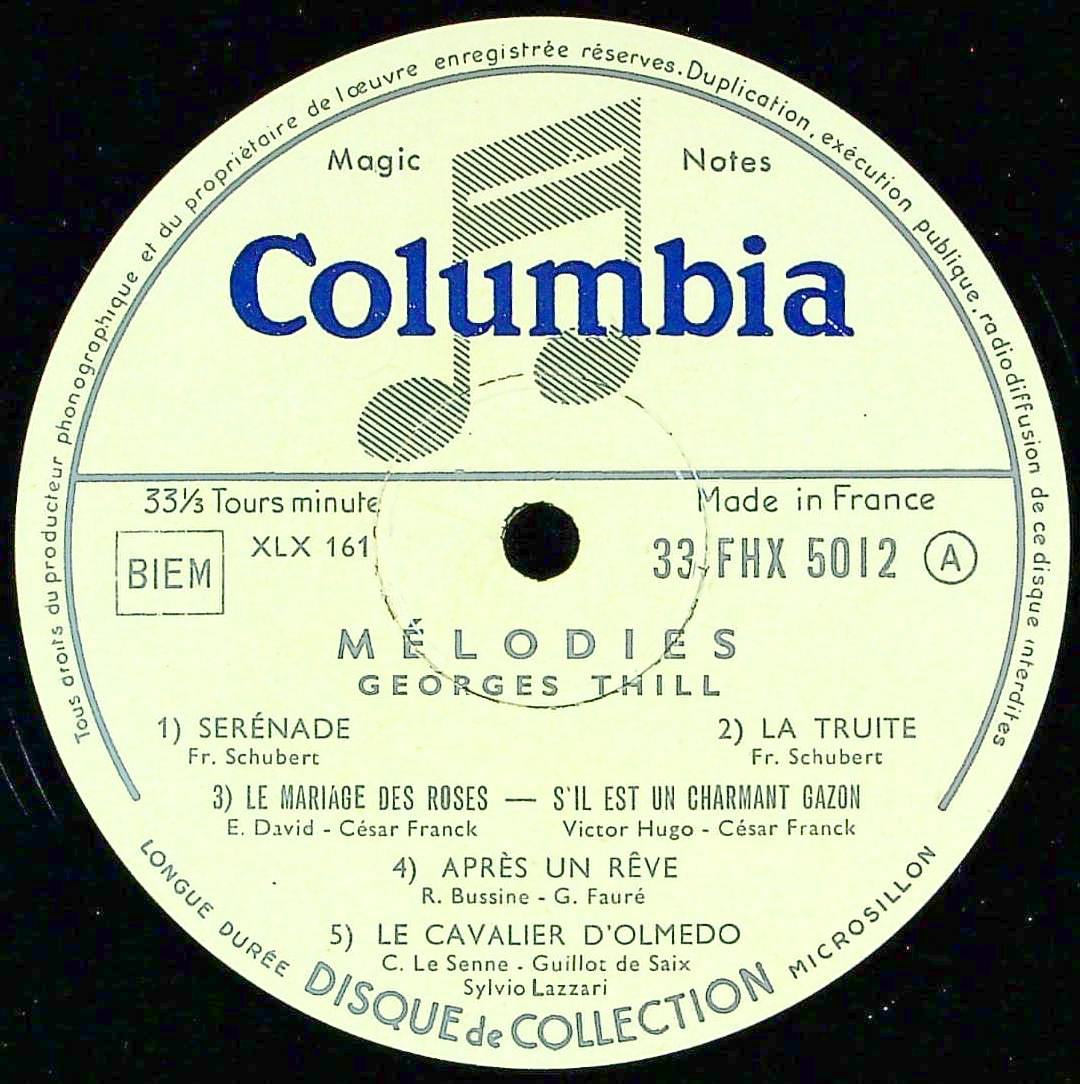 Tous droits du producteur phonographique et du propriétaire de l'œuvre enregistrée réserves. Duplication, exécution publique, radiodiffusion de ce disque interdites
Magic Notes
Columbia
33⅓ Tours minute Made in France
BIEM XLX 161 33 FHX 5012 A
MÉLODIES
GEORGES THILL
1) SERÉNADE 2) LA TRUITE
Fr. Schubert Fr. Schubert
3) LE MARIAGE DES ROSES — S'IL EST UN CHARMANT GAZON
E. David - César Franck Victor Hugo - César Franck
4) APRÈS UN RÊVE
R. Bussine - G. Fauré
5) LE CAVALIER D'OLMEDO
C. Le Senne - Guillot de Saix
Sylvio Lazzari
LONGUE DURÉE DISQUE de COLLECTION MICROSILLON